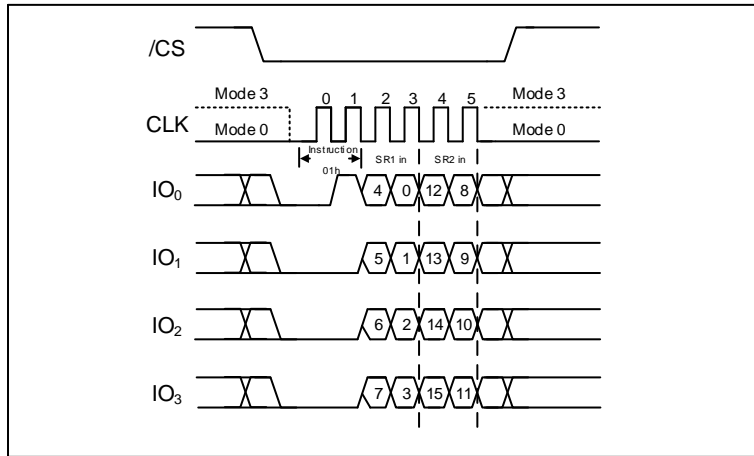 /CS
Mode 3 0 1 2 3 4 5 Mode 3
CLK Mode 0 Mode 0
Instruction SR1 in SR2 in
01h
IO0 4 0 12 8
IO1 5 1 13 9
IO2 6 2 14 10
IO3 7 3 15 11